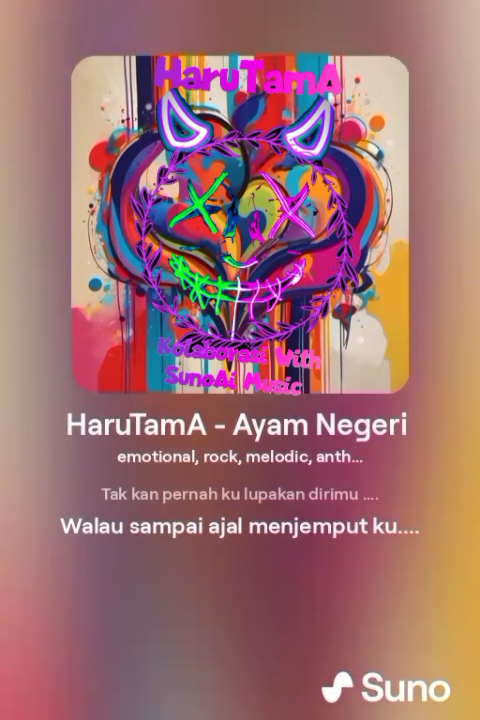 HaruTamA
Kolaborasi With
SunoAi Music
HaruTamA - Ayam Negeri
emotional, rock, melodic, anth...
Tak kan pernah ku lupakan dirimu ....
Walau sampai ajal menjemput ku....
Suno